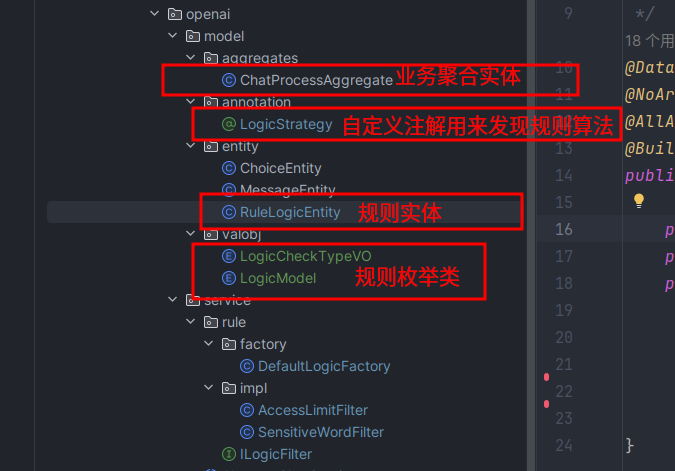 openai
model
aggregates
ChatProcessAggregate 业务聚合实体
annotation
LogicStrategy 自定义注解用来发现规则算法
entity
ChoiceEntity
MessageEntity
RuleLogicEntity 规则实体
valobj
LogicCheckTypeVO
LogicModel 规则枚举类
service
rule
factory
DefaultLogicFactory
impl
AccessLimitFilter
SensitiveWordFilter
ILogicFilter
9 */
18 个用
10 @Data
11 @NoAr
12 @AllA
13 @Buil
14 publi
15
16 p
17 p
18 p
19
20
21
22
23
24 }